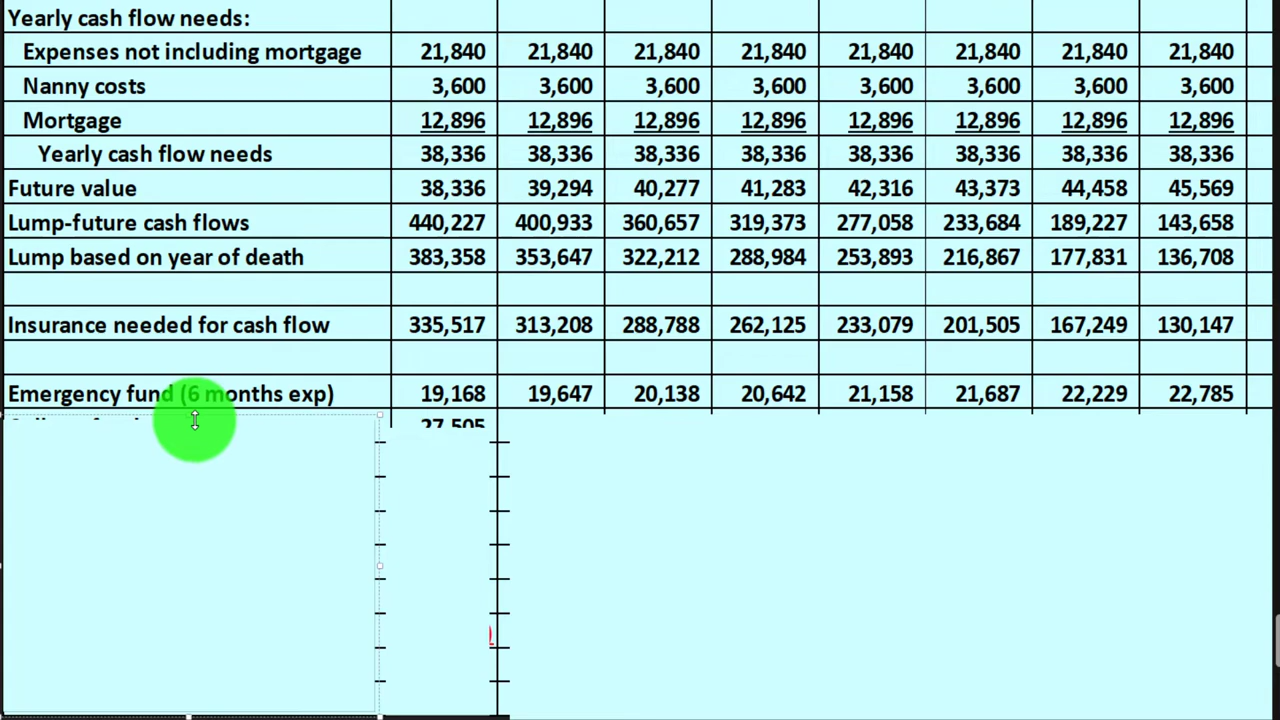 Yearly cash flow needs:
Expenses not including mortgage 21,840 21,840 21,840 21,840 21,840 21,840 21,840 21,840
Nanny costs 3,600 3,600 3,600 3,600 3,600 3,600 3,600 3,600
Mortgage 12,896 12,896 12,896 12,896 12,896 12,896 12,896 12,896
Yearly cash flow needs 38,336 38,336 38,336 38,336 38,336 38,336 38,336 38,336
Future value 38,336 39,294 40,277 41,283 42,316 43,373 44,458 45,569
Lump-future cash flows 440,227 400,933 360,657 319,373 277,058 233,684 189,227 143,658
Lump based on year of death 383,358 353,647 322,212 288,984 253,893 216,867 177,831 136,708
Insurance needed for cash flow 335,517 313,208 288,788 262,125 233,079 201,505 167,249 130,147
Emergency fund (6 months exp) 19,168 19,647 20,138 20,642 21,158 21,687 22,229 22,785
27,505